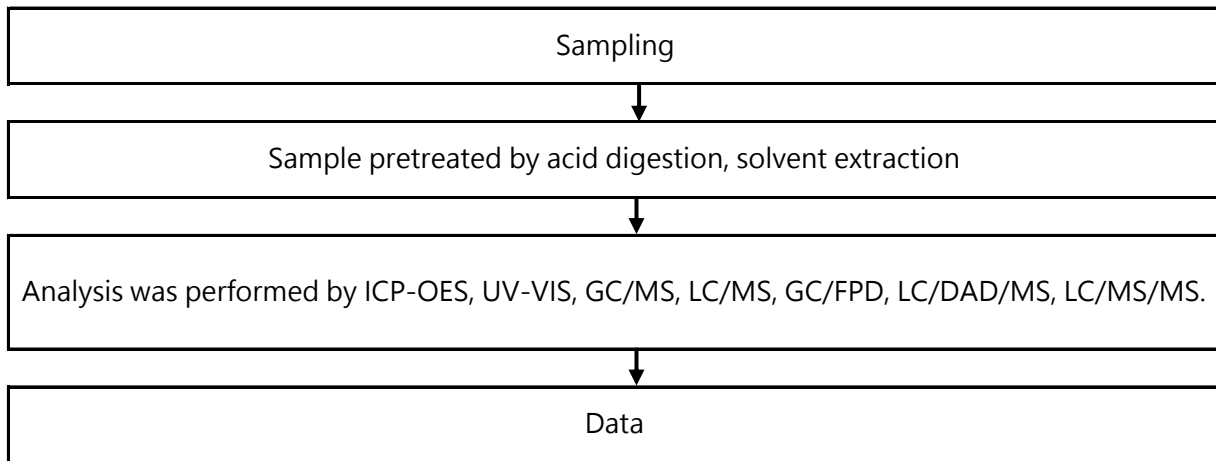 Sampling
Sample pretreated by acid digestion, solvent extraction
Analysis was performed by ICP-OES, UV-VIS, GC/MS, LC/MS, GC/FPD, LC/DAD/MS, LC/MS/MS.
Data